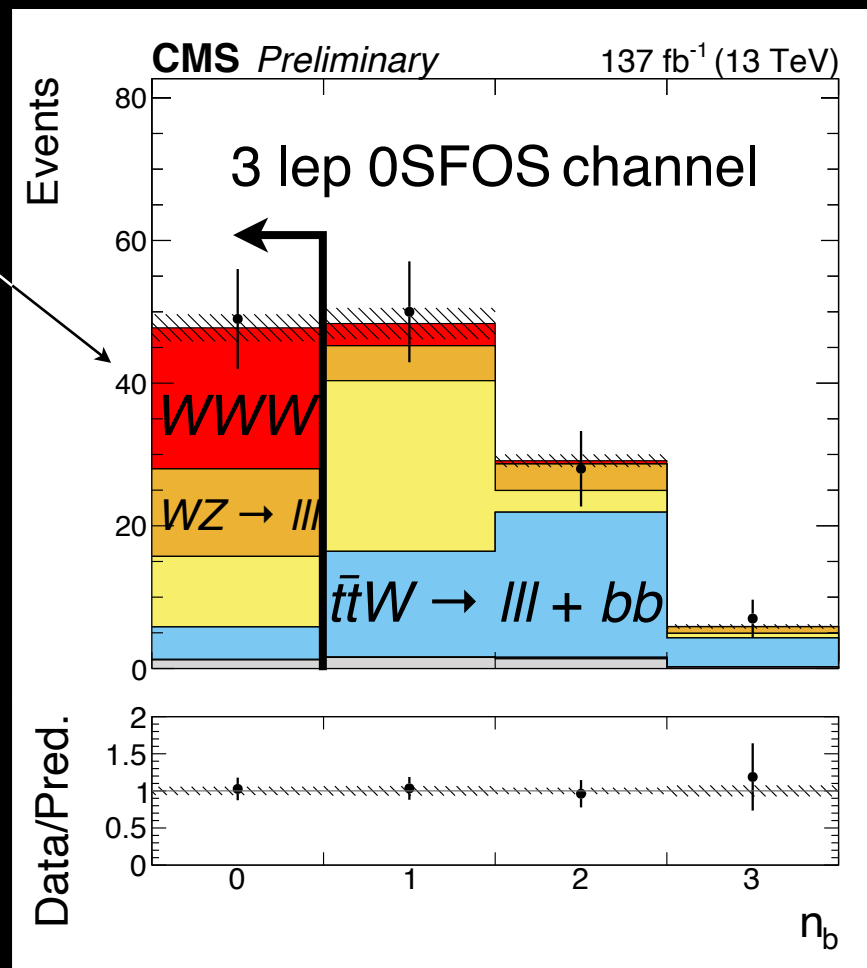 CMS Preliminary 137 fb⁻¹ (13 TeV)
Events
80
3 lep 0SFOS channel
60
40
WWW
WZ → lll
20
t̄t̄W → lll + bb
0
Data/Pred.
2
1.5
1
0.5
0
0 1 2 3
n_b